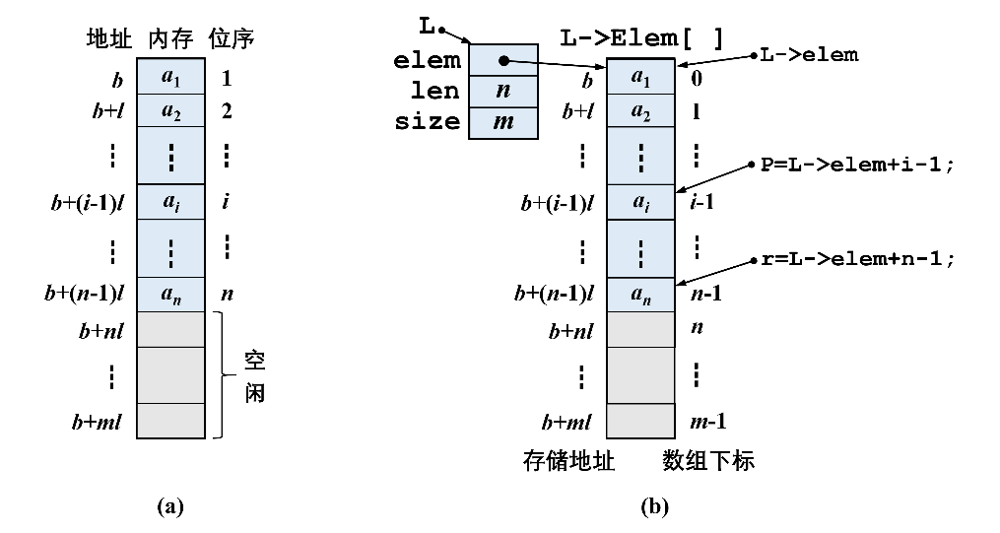 地址 内存 位序
b a1 1
b+l a2 2
b+(i-1)l ai i
b+(n-1)l an n
b+nl
空闲
b+ml
(a)
L
elem
len n
size m
L->Elem[ ]
L->elem
b a1 0
b+l a2 1
P=L->elem+i-1;
b+(i-1)l ai i-1
r=L->elem+n-1;
b+(n-1)l an n-1
b+nl n
b+ml m-1
存储地址 数组下标
(b)